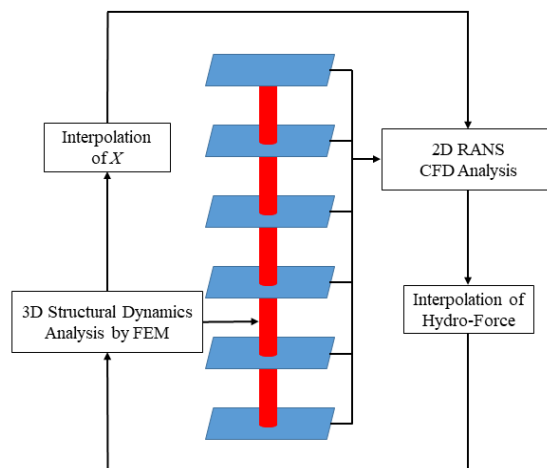 Interpolation
of X
2D RANS
CFD Analysis
3D Structural Dynamics
Analysis by FEM
Interpolation of
Hydro-Force